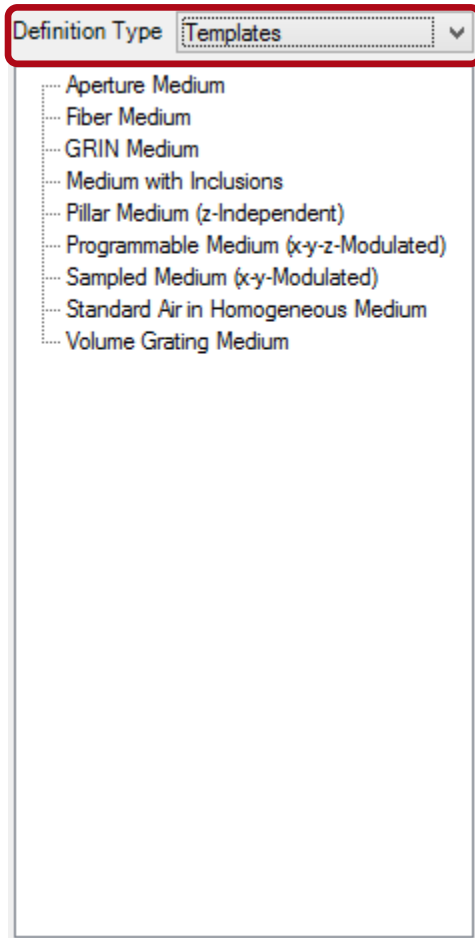 Definition Type Templates
Aperture Medium
Fiber Medium
GRIN Medium
Medium with Inclusions
Pillar Medium (z-Independent)
Programmable Medium (x-y-z-Modulated)
Sampled Medium (x-y-Modulated)
Standard Air in Homogeneous Medium
Volume Grating Medium